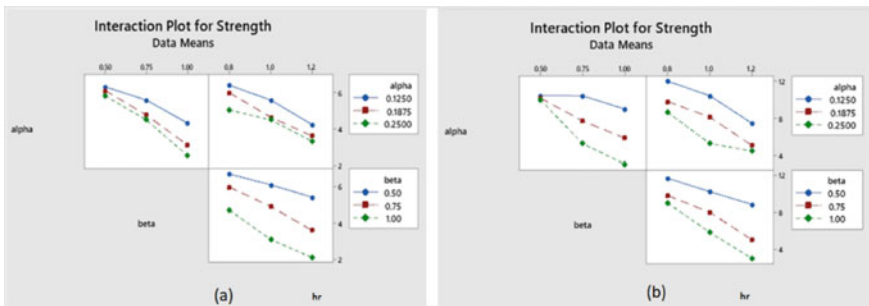 Interaction Plot for Strength
Data Means
0.50 0.75 1.00 0.8 1.0 1.2
alpha
6
4
2
alpha
0.1250
0.1875
0.2500
beta
6
4
2
beta
0.50
0.75
1.00
(a)
hr
Interaction Plot for Strength
Data Means
0.50 0.75 1.00 0.8 1.0 1.2
alpha
12
8
4
alpha
0.1250
0.1875
0.2500
beta
12
8
4
beta
0.50
0.75
1.00
(b)
hr